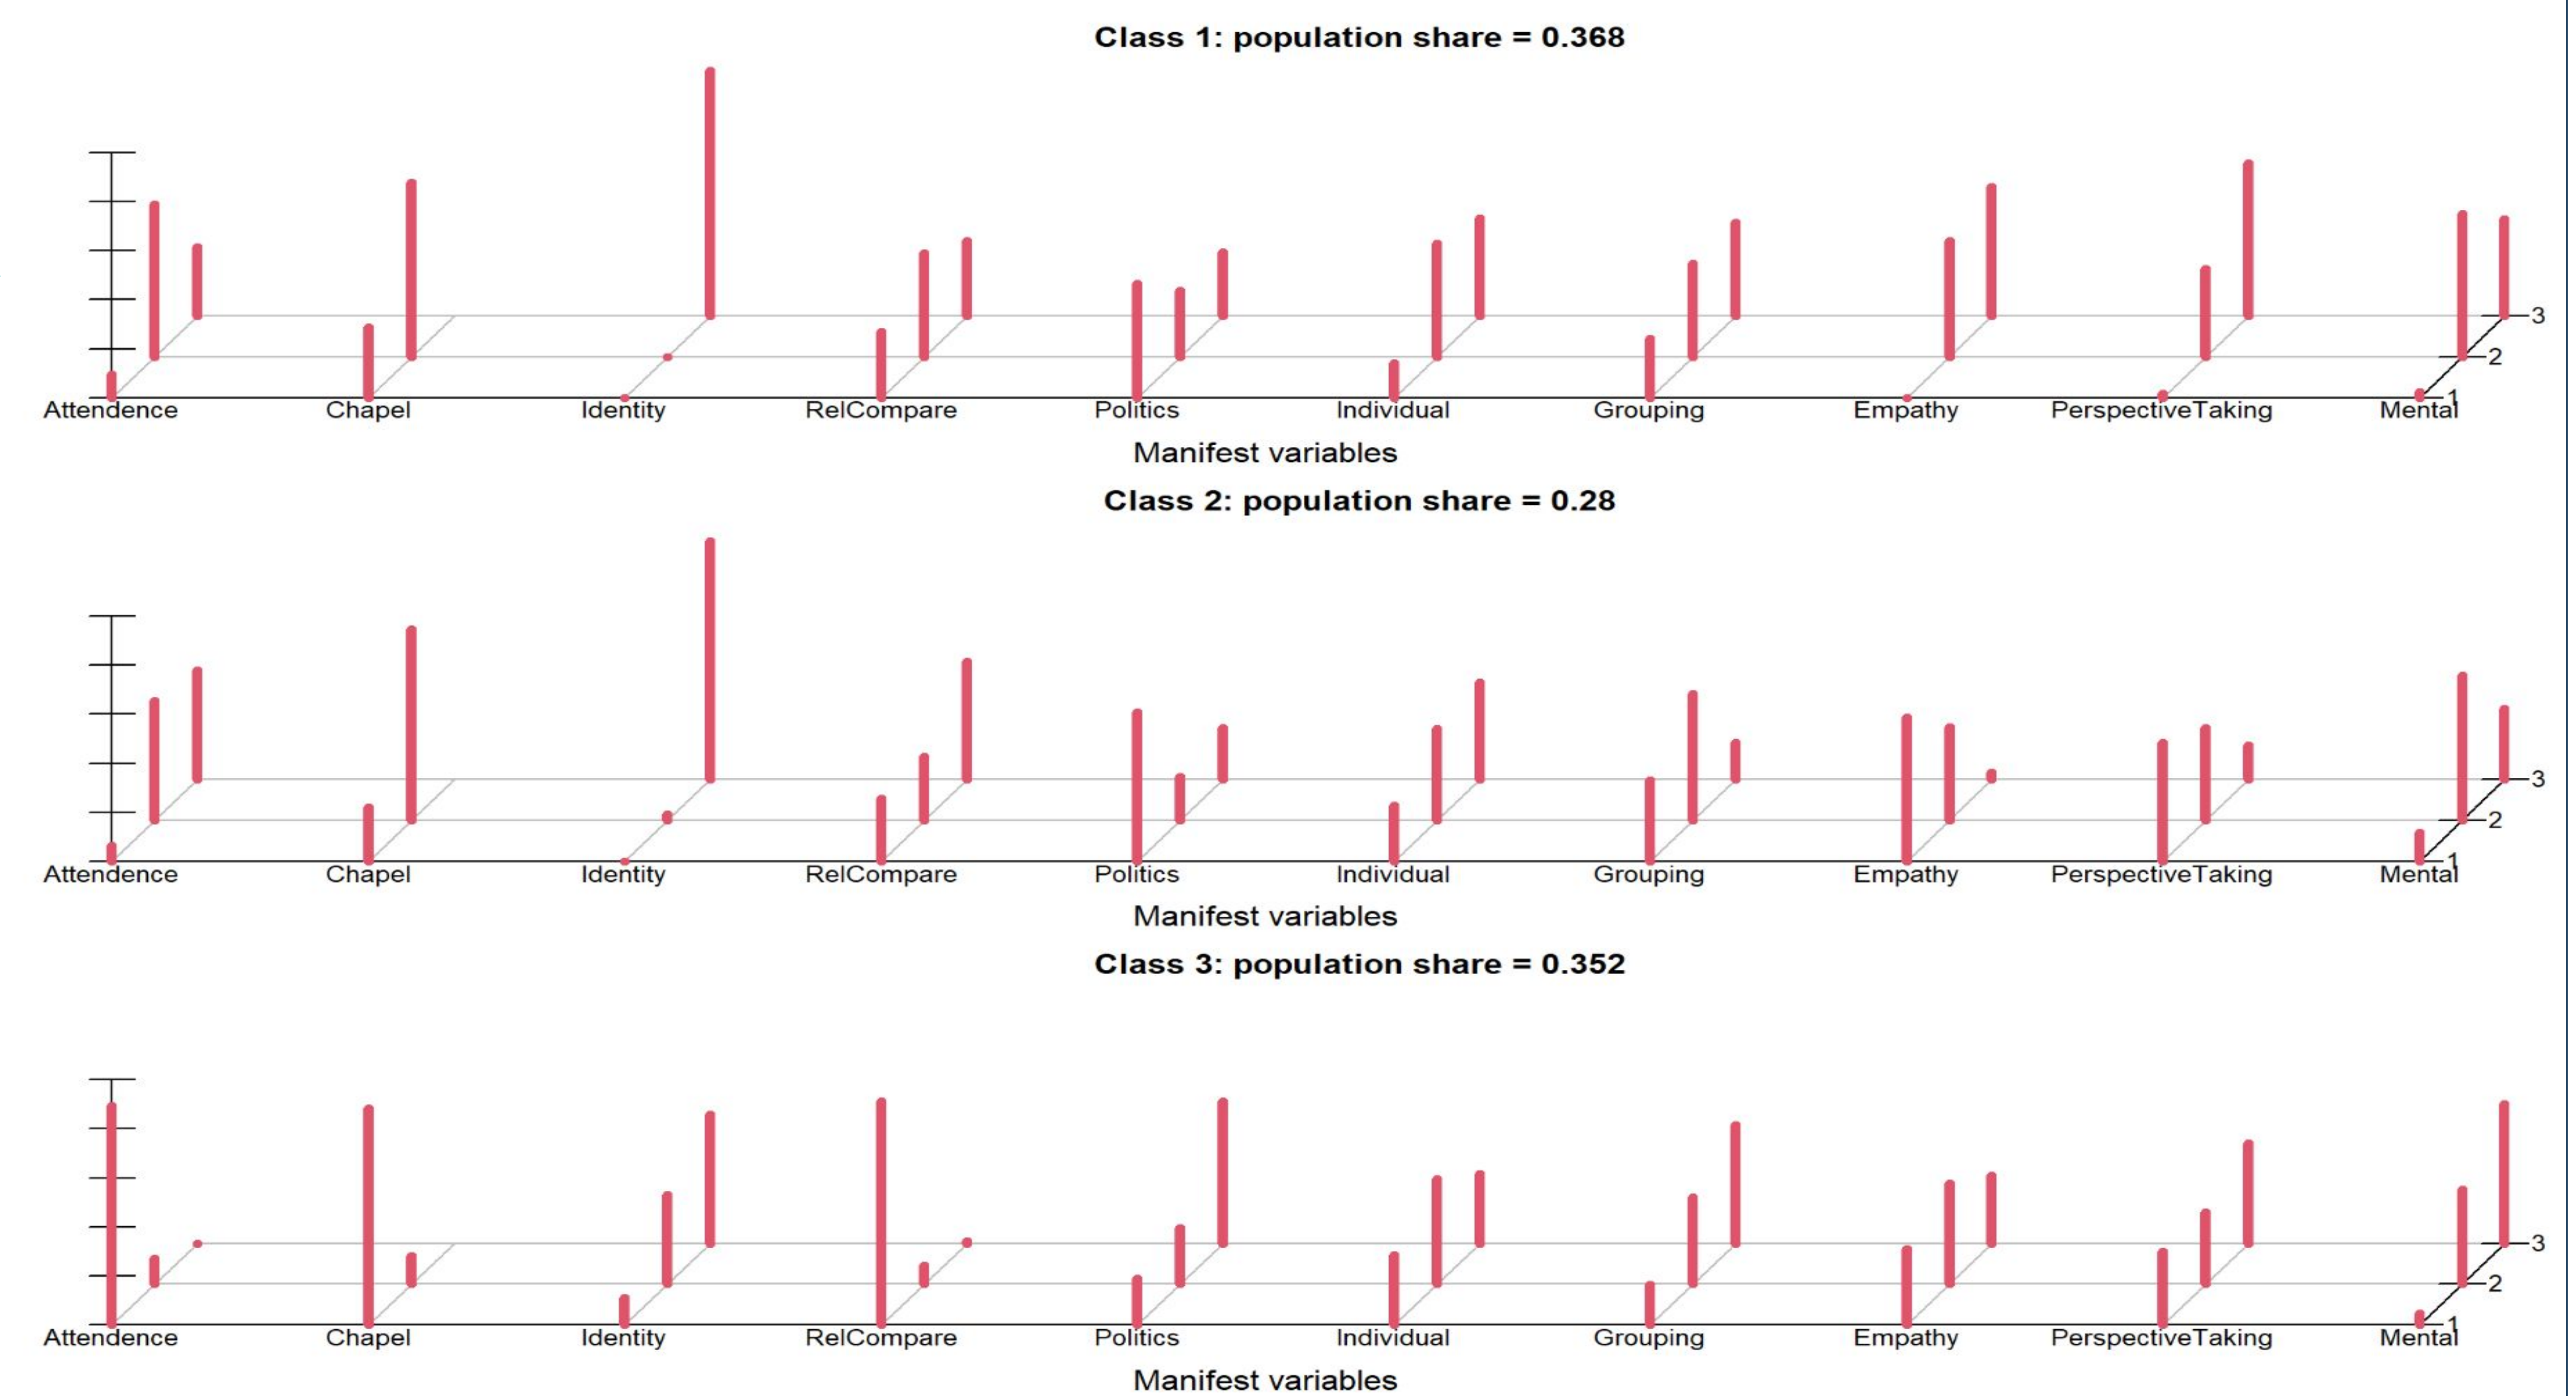 Class 1: population share = 0.368
3
2
1
Attendence Chapel Identity RelCompare Politics Individual Grouping Empathy PerspectiveTaking Mental
Manifest variables
Class 2: population share = 0.28
3
2
1
Attendence Chapel Identity RelCompare Politics Individual Grouping Empathy PerspectiveTaking Mental
Manifest variables
Class 3: population share = 0.352
3
2
1
Attendence Chapel Identity RelCompare Politics Individual Grouping Empathy PerspectiveTaking Mental
Manifest variables